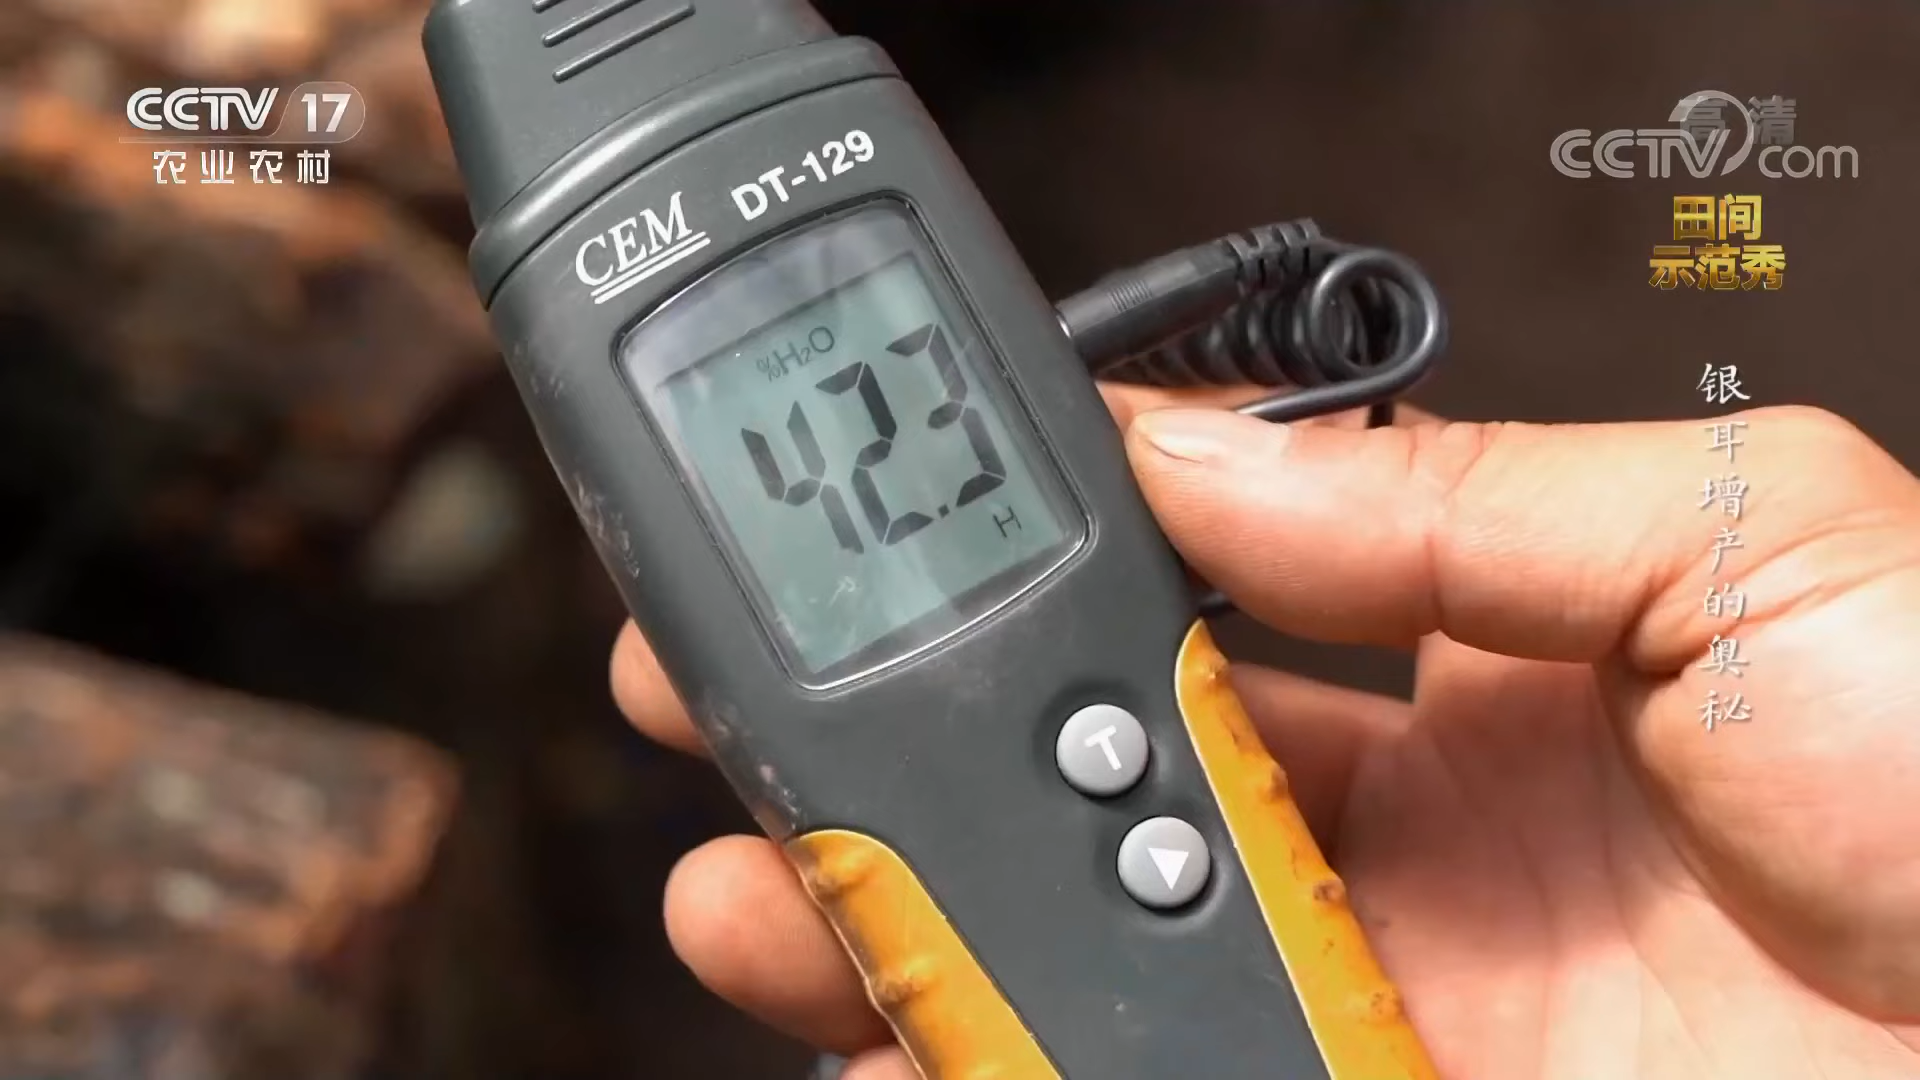 CCTV 17
农业农村
高清
CCTV.com
田间
示范秀
银耳增产的奥秘
CEM DT-129
%H₂O
42.3
H
T